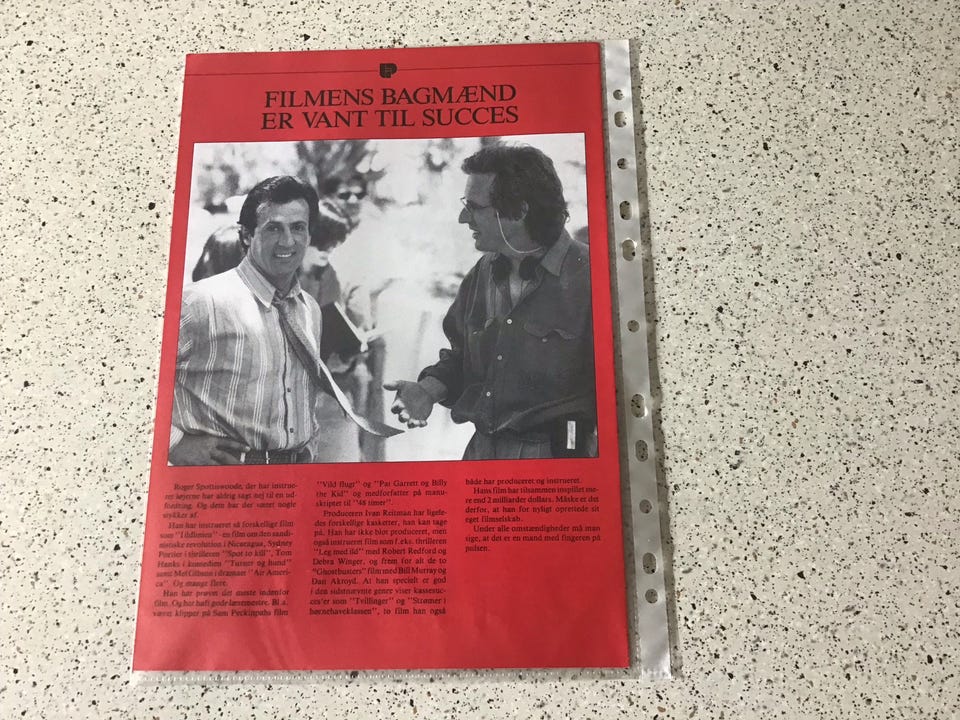 FILMENS BAGMÆND
ER VANT TIL SUCCES
Roger Spottiswoode, der har instrue-
ret løjerne har aldrig sagt nej til en ud-
fordring. Og dem har der været nogle
stykker af.
Han har instrueret så forskellige film
som - en film om den sandi-
nistiske revolution i Nicaragua, Sydney
Portier i thrilleren "Spot to kill", Tom
Hanks i komedien "Turner og hund"
samt Mel Gibson i dramaet "Air Ameri-
ca". Og mange flere.
Han har prøvet det meste indenfor
film. Og har haft gode læremestre. Bl.a.
været klipper på Sam Peckinpahs film
"Vild flugt" og "Pat Garrett og Billy
the Kid" og medforfatter på manu-
skriptet til "48 timer".
Produceren Ivan Reitman har ligele-
des forskellige kasketter, han kan tage
på. Han har ikke blot produceret, men
også instrueret film som f.eks. thrilleren
"Leg med ild" med Robert Redford og
Debra Winger, og frem for alt de to
"Ghostbusters" film med Bill Murray og
Dan Akroyd. At han specielt er god
i den sidstnævnte genre viser kassesuc-
ces'er som "Tvillinger" og "Strømer i
børnehaveklassen", to film han også
både har produceret og instrueret.
Hans film har tilsammen inspillet me-
re end 2 milliarder dollars. Måske er det
derfor, at han for nyligt oprettede sit
eget filmselskab.
Under alle omstændigheder må man
sige, at det er en mand med fingeren på
pulsen.